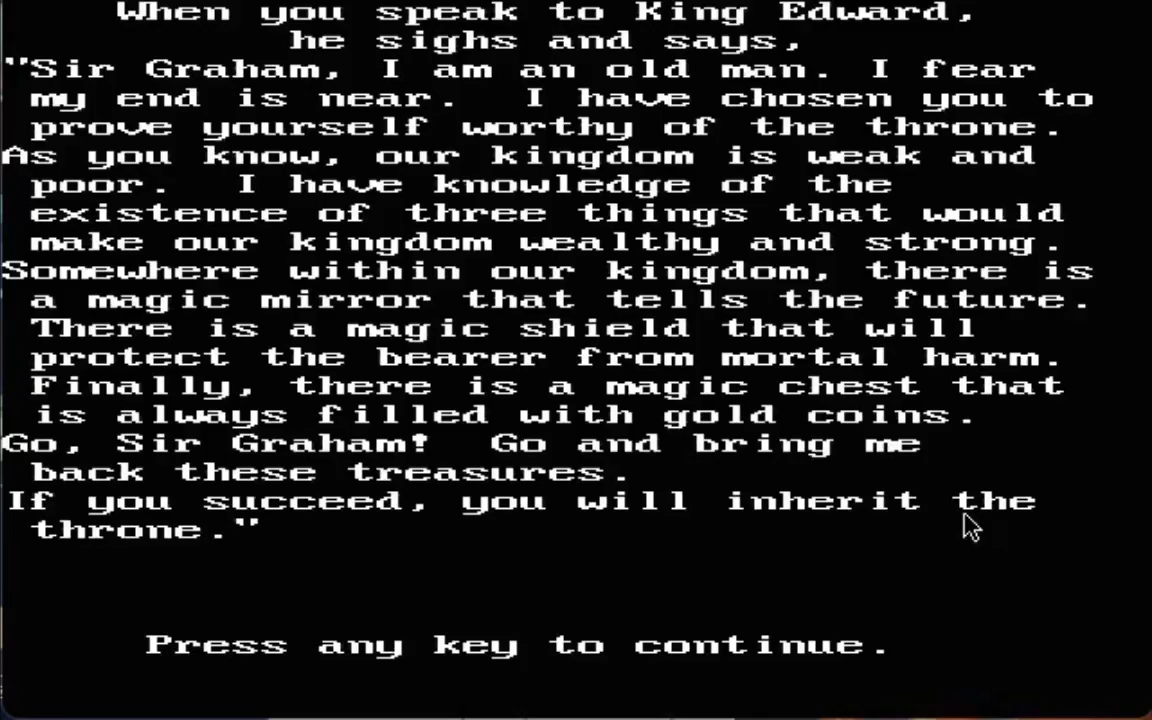 When you speak to King Edward,
he sighs and says,
"Sir Graham, I am an old man. I fear
my end is near.  I have chosen you to
prove yourself worthy of the throne.
As you know, our kingdom is weak and
poor.  I have knowledge of the
existence of three things that would
make our kingdom wealthy and strong.
Somewhere within our kingdom, there is
a magic mirror that tells the future.
There is a magic shield that will
protect the bearer from mortal harm.
Finally, there is a magic chest that
is always filled with gold coins.
Go, Sir Graham!  Go and bring me
back these treasures.
If you succeed, you will inherit the
throne."
Press any key to continue.